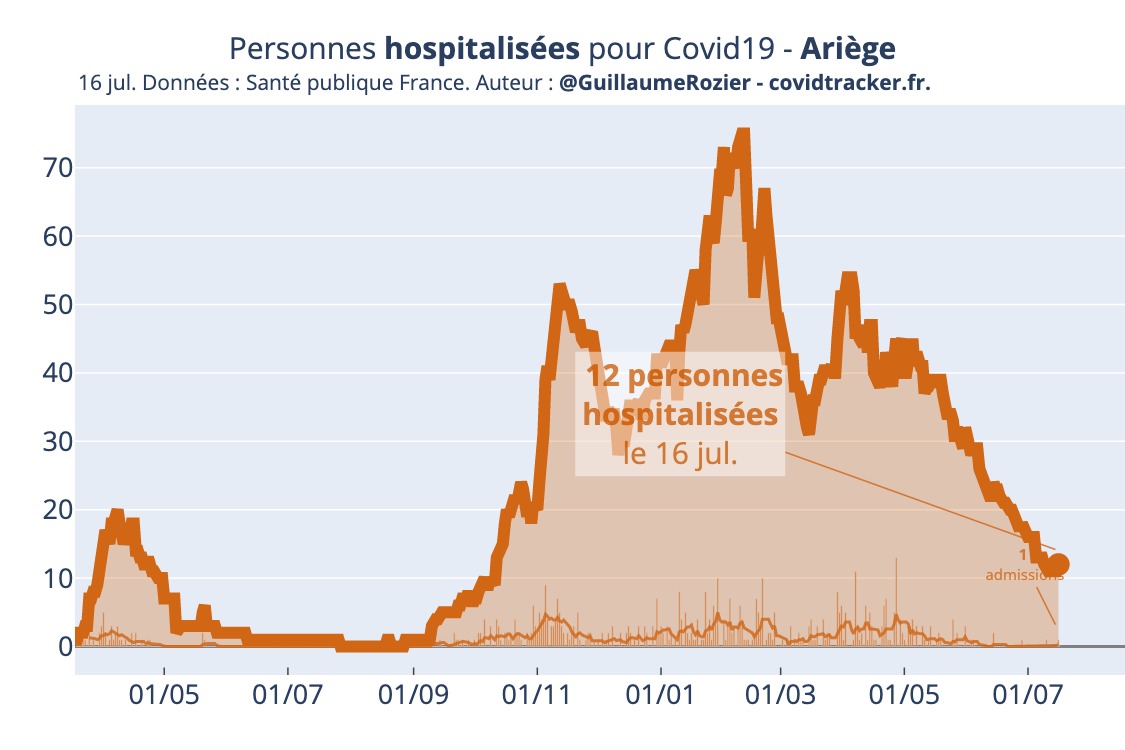 Personnes hospitalisées pour Covid19 - Ariège
16 jul. Données : Santé publique France. Auteur : @GuillaumeRozier - covidtracker.fr.
70
60
50
40
30
20
10
0
12 personnes
hospitalisées
le 16 jul.
1
admissions
01/05
01/07
01/09
01/11
01/01
01/03
01/05
01/07